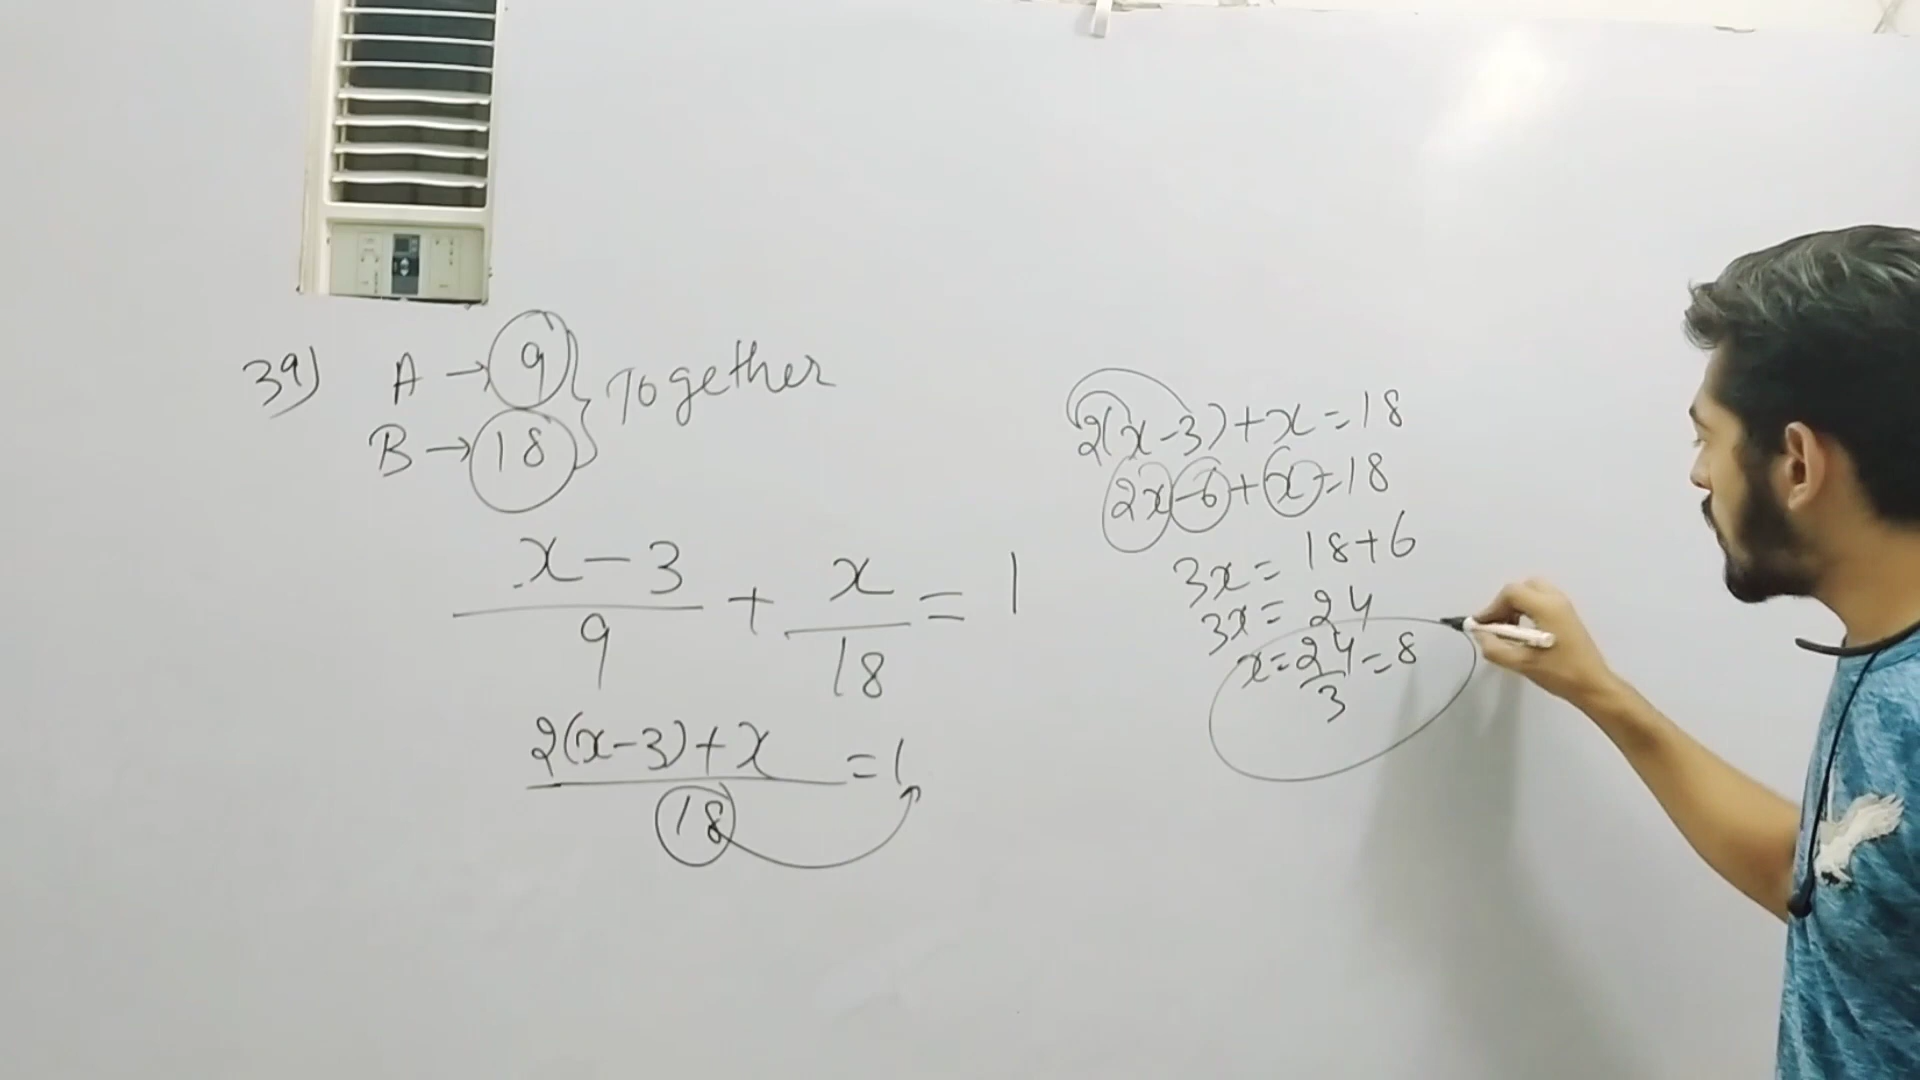 39) A → 9 } Together
B → 18
x-3/9 + x/18 = 1
2(x-3)+x/18 = 1
2(x-3)+x=18
2x-6+x=18
3x=18+6
3x=24
x=24/3=8